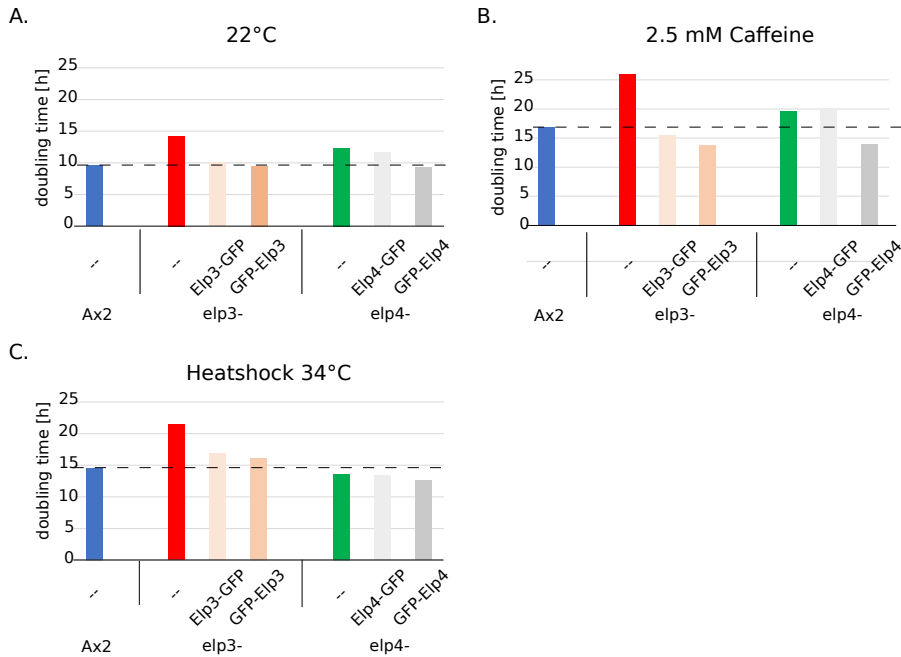 A.
22°C
doubling time [h]
25
20
15
10
5
0
--
--
Elp3-GFP
GFP-Elp3
--
Elp4-GFP
GFP-Elp4
Ax2
elp3-
elp4-
B.
2.5 mM Caffeine
doubling time [h]
25
20
15
10
5
0
--
--
Elp3-GFP
GFP-Elp3
--
Elp4-GFP
GFP-Elp4
Ax2
elp3-
elp4-
C.
Heatshock 34°C
doubling time [h]
25
20
15
10
5
0
--
--
Elp3-GFP
GFP-Elp3
--
Elp4-GFP
GFP-Elp4
Ax2
elp3-
elp4-